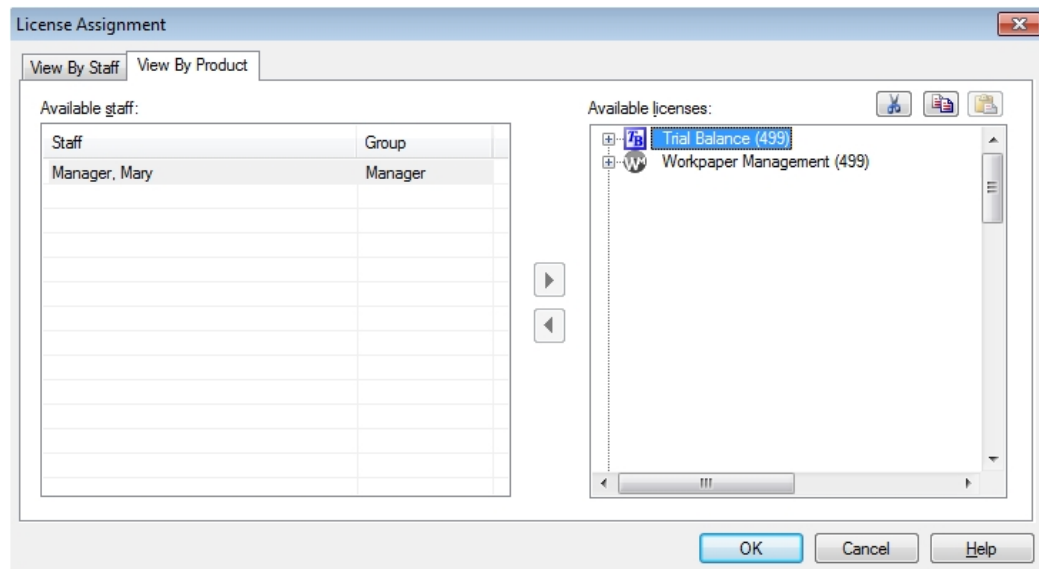 License Assignment
View By Staff
View By Product
Available staff:
Available licenses:
Staff
Group
Manager, Mary
Manager
TB Trial Balance (499)
W Workpaper Management (499)
OK
Cancel
Help